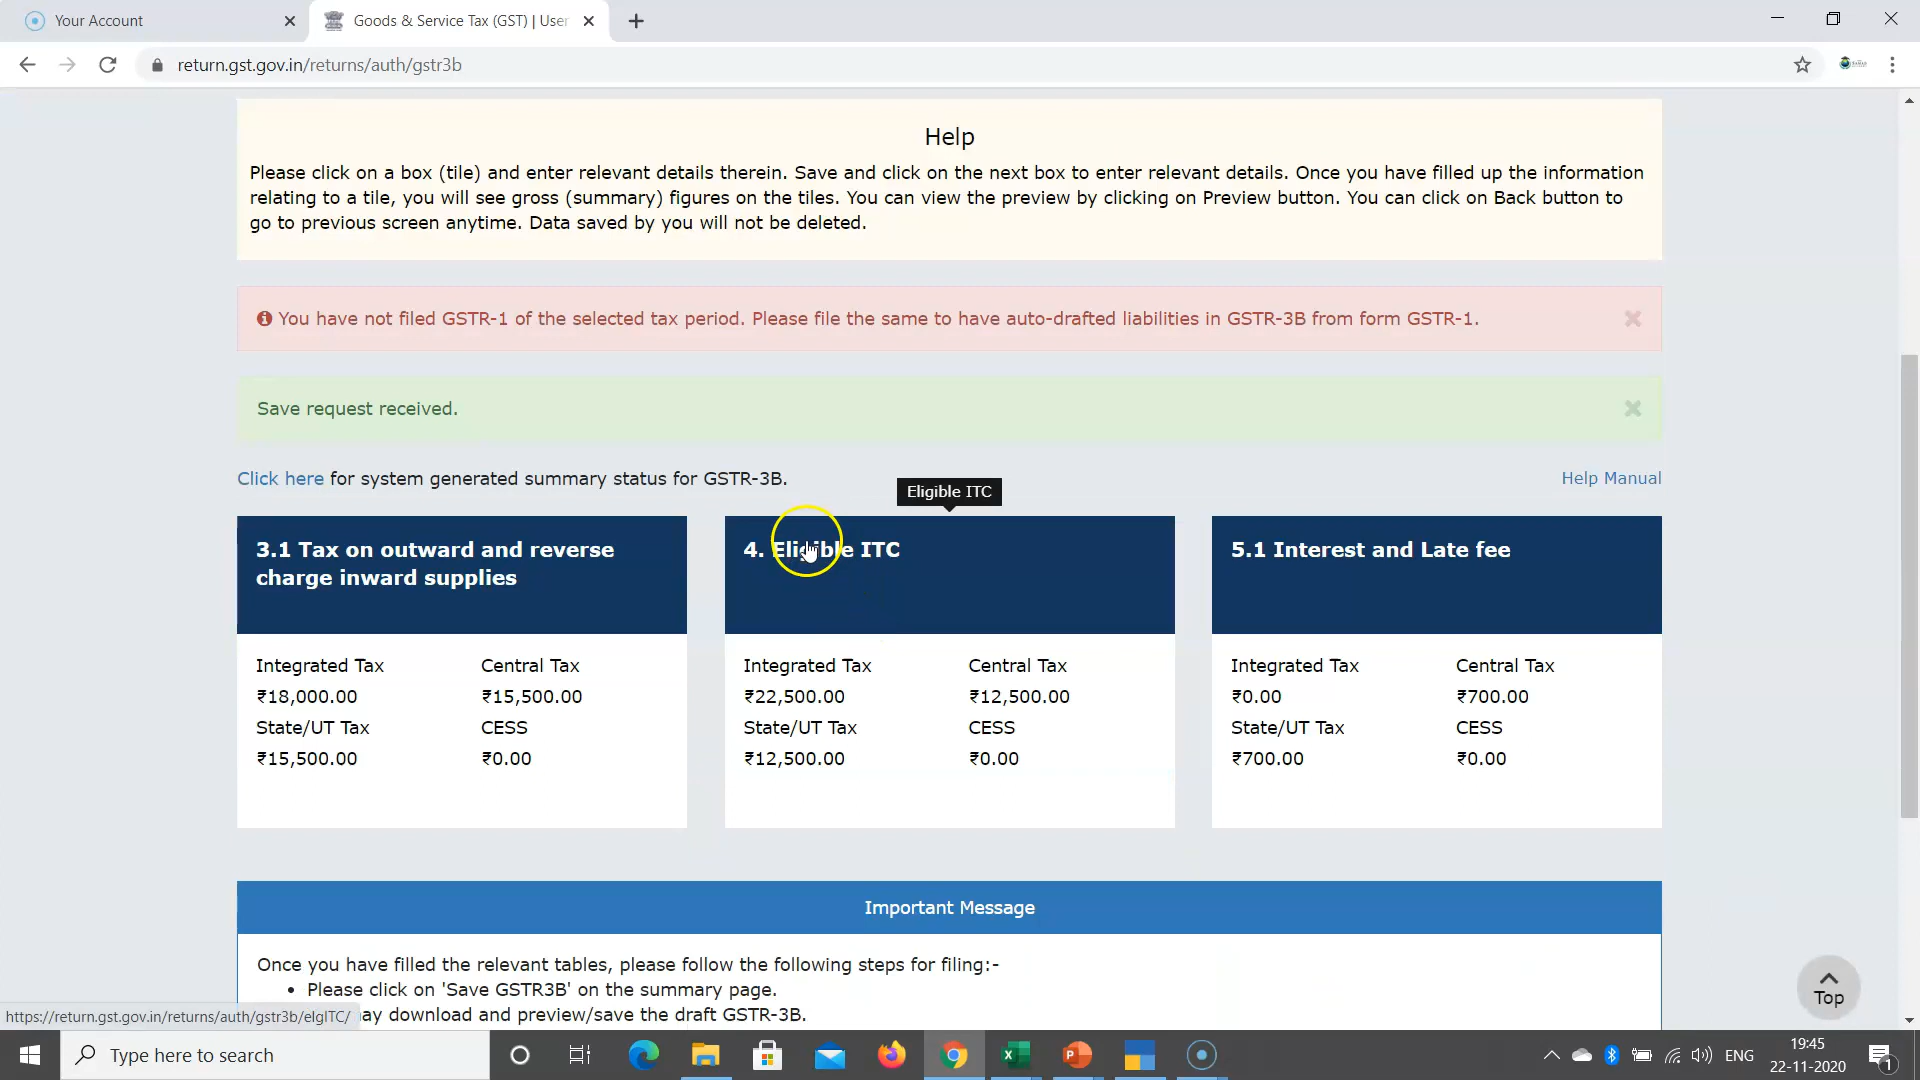 Your Account
Goods & Service Tax (GST) | User
return.gst.gov.in/returns/auth/gstr3b
Help
Please click on a box (tile) and enter relevant details therein. Save and click on the next box to enter relevant details. Once you have filled up the information
relating to a tile, you will see gross (summary) figures on the tiles. You can view the preview by clicking on Preview button. You can click on Back button to
go to previous screen anytime. Data saved by you will not be deleted.
You have not filed GSTR-1 of the selected tax period. Please file the same to have auto-drafted liabilities in GSTR-3B from form GSTR-1.
Save request received.
Click here for system generated summary status for GSTR-3B.
Help Manual
Eligible ITC
3.1 Tax on outward and reverse
charge inward supplies
Integrated Tax Central Tax
₹18,000.00 ₹15,500.00
State/UT Tax CESS
₹15,500.00 ₹0.00
4. Eligible ITC
Integrated Tax Central Tax
₹22,500.00 ₹12,500.00
State/UT Tax CESS
₹12,500.00 ₹0.00
5.1 Interest and Late fee
Integrated Tax Central Tax
₹0.00 ₹700.00
State/UT Tax CESS
₹700.00 ₹0.00
Important Message
Once you have filled the relevant tables, please follow the following steps for filing:-
• Please click on 'Save GSTR3B' on the summary page.
ay download and preview/save the draft GSTR-3B.
Top
https://return.gst.gov.in/returns/auth/gstr3b/elgITC/
Type here to search
ENG
19:45
22-11-2020
1